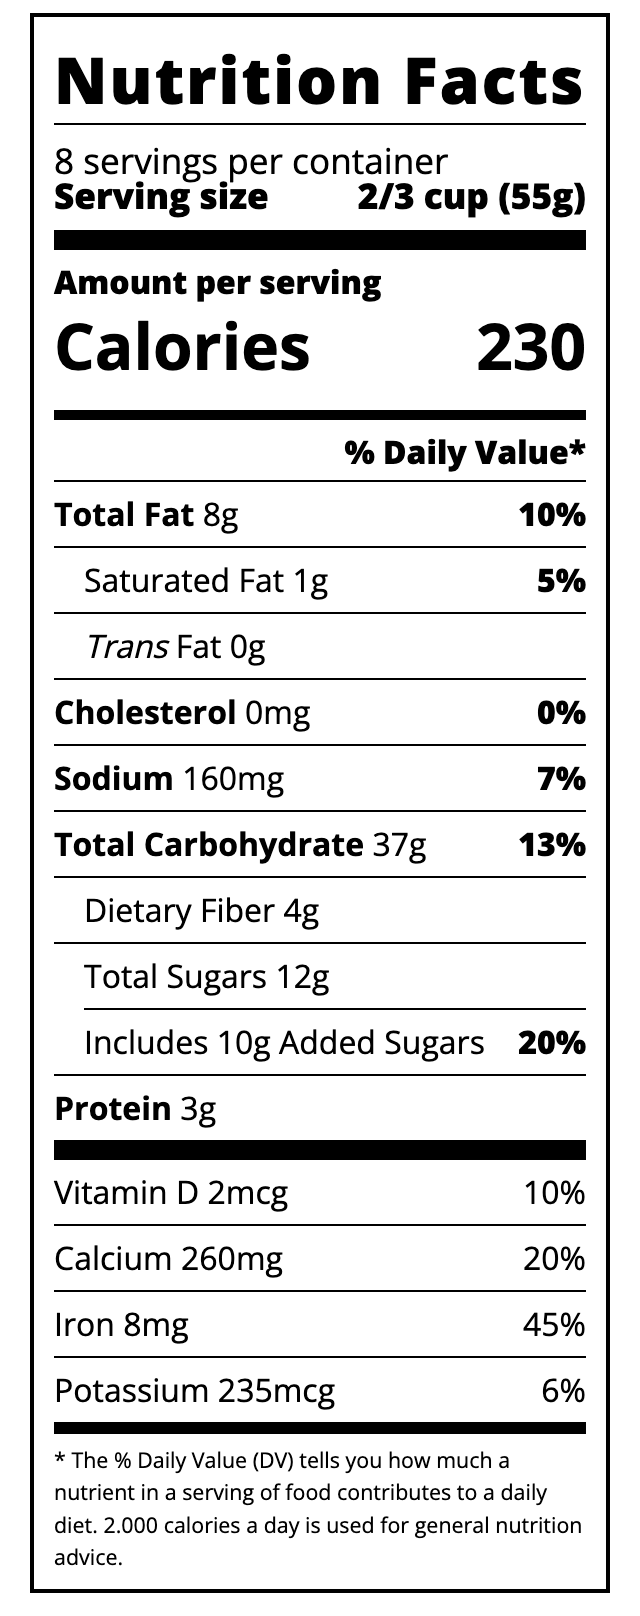 Nutrition Facts
8 servings per container
Serving size 2/3 cup (55g)
Amount per serving
Calories 230
% Daily Value*
Total Fat 8g 10%
Saturated Fat 1g 5%
Trans Fat 0g
Cholesterol 0mg 0%
Sodium 160mg 7%
Total Carbohydrate 37g 13%
Dietary Fiber 4g
Total Sugars 12g
Includes 10g Added Sugars 20%
Protein 3g
Vitamin D 2mcg 10%
Calcium 260mg 20%
Iron 8mg 45%
Potassium 235mcg 6%
* The % Daily Value (DV) tells you how much a
nutrient in a serving of food contributes to a daily
diet. 2.000 calories a day is used for general nutrition
advice.